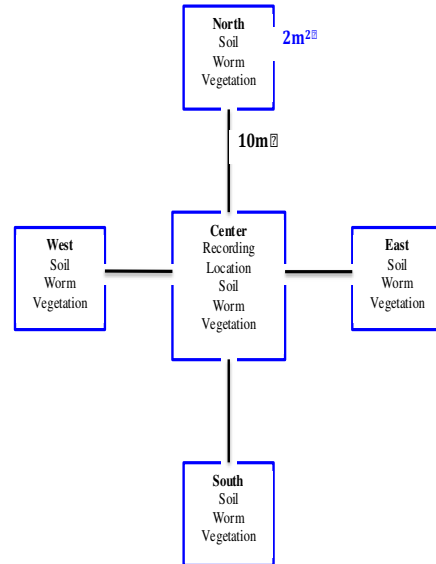 North
Soil
Worm
Vegetation
2m²
10m
West
Soil
Worm
Vegetation
Center
Recording
Location
Soil
Worm
Vegetation
East
Soil
Worm
Vegetation
South
Soil
Worm
Vegetation